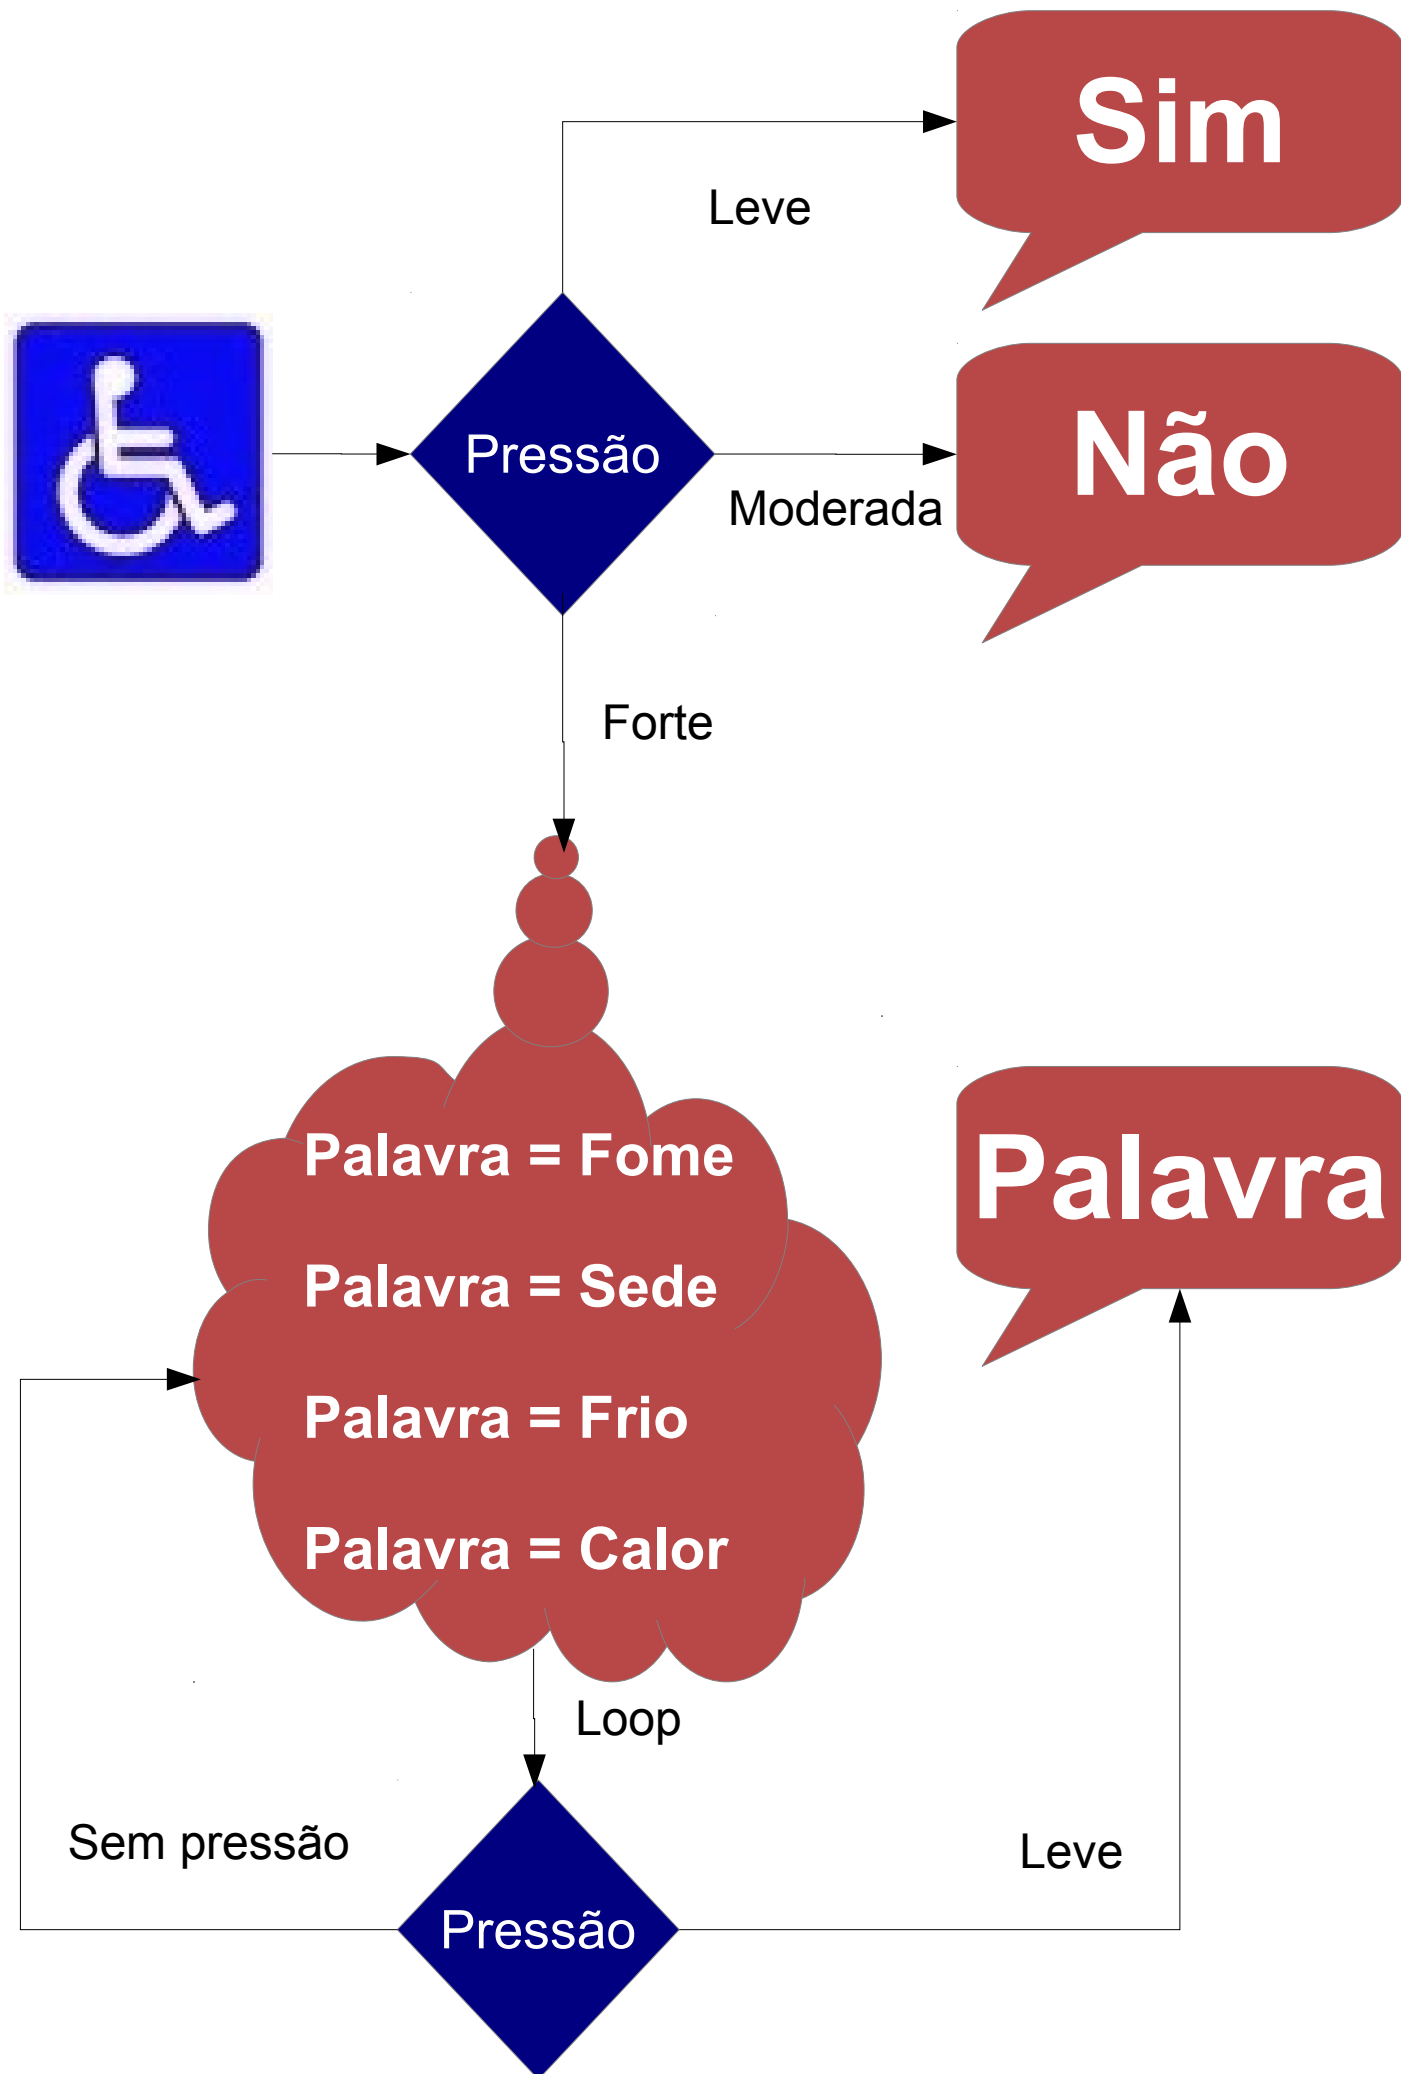 Sim
Leve
Pressão
Não
Moderada
Forte
Palavra = Fome
Palavra = Sede
Palavra = Frio
Palavra = Calor
Palavra
Loop
Sem pressão
Leve
Pressão